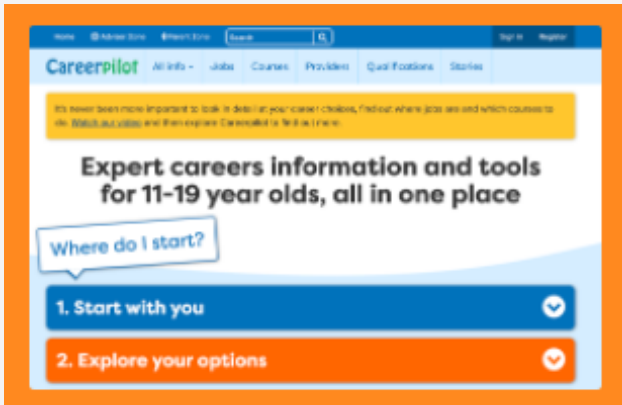 Home Adviser Zone Parent Zone Search Sign in Register
Careerpilot All info Jobs Courses Providers Qualifications Stories
It's never been more important to look in detail at your career choices, find out where jobs are and which courses to
do. Watch our video and then explore Careerpilot to find out more.
Expert careers information and tools
for 11-19 year olds, all in one place
Where do I start?
1. Start with you
2. Explore your options